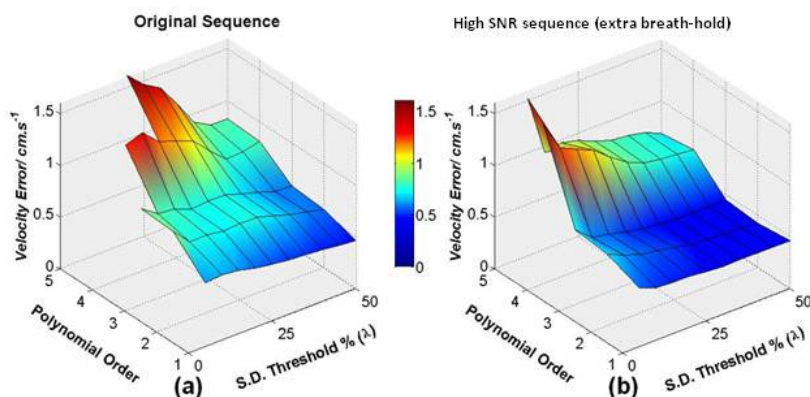 Original Sequence
High SNR sequence (extra breath-hold)
Velocity Error/ cm.s-1
1.5
1
0.5
0
5
4
3
2
1
0
25
50
Polynomial Order
S.D. Threshold % (λ)
(a)
1.5
1
0.5
0
Velocity Error/ cm.s-1
1.5
1
0.5
0
5
4
3
2
1
0
25
50
Polynomial Order
S.D. Threshold % (λ)
(b)